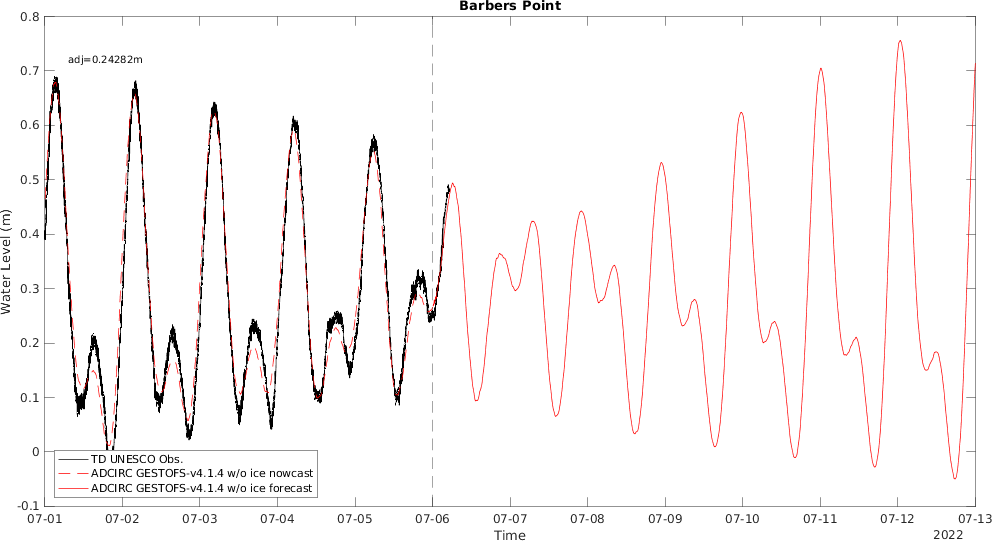 Barbers Point
adj=0.24282m
Water Level (m)
0.8
0.7
0.6
0.5
0.4
0.3
0.2
0.1
0
-0.1
TD UNESCO Obs.
ADCIRC GESTOFS-v4.1.4 w/o ice nowcast
ADCIRC GESTOFS-v4.1.4 w/o ice forecast
07-01 07-02 07-03 07-04 07-05 07-06 07-07 07-08 07-09 07-10 07-11 07-12 07-13
Time
2022